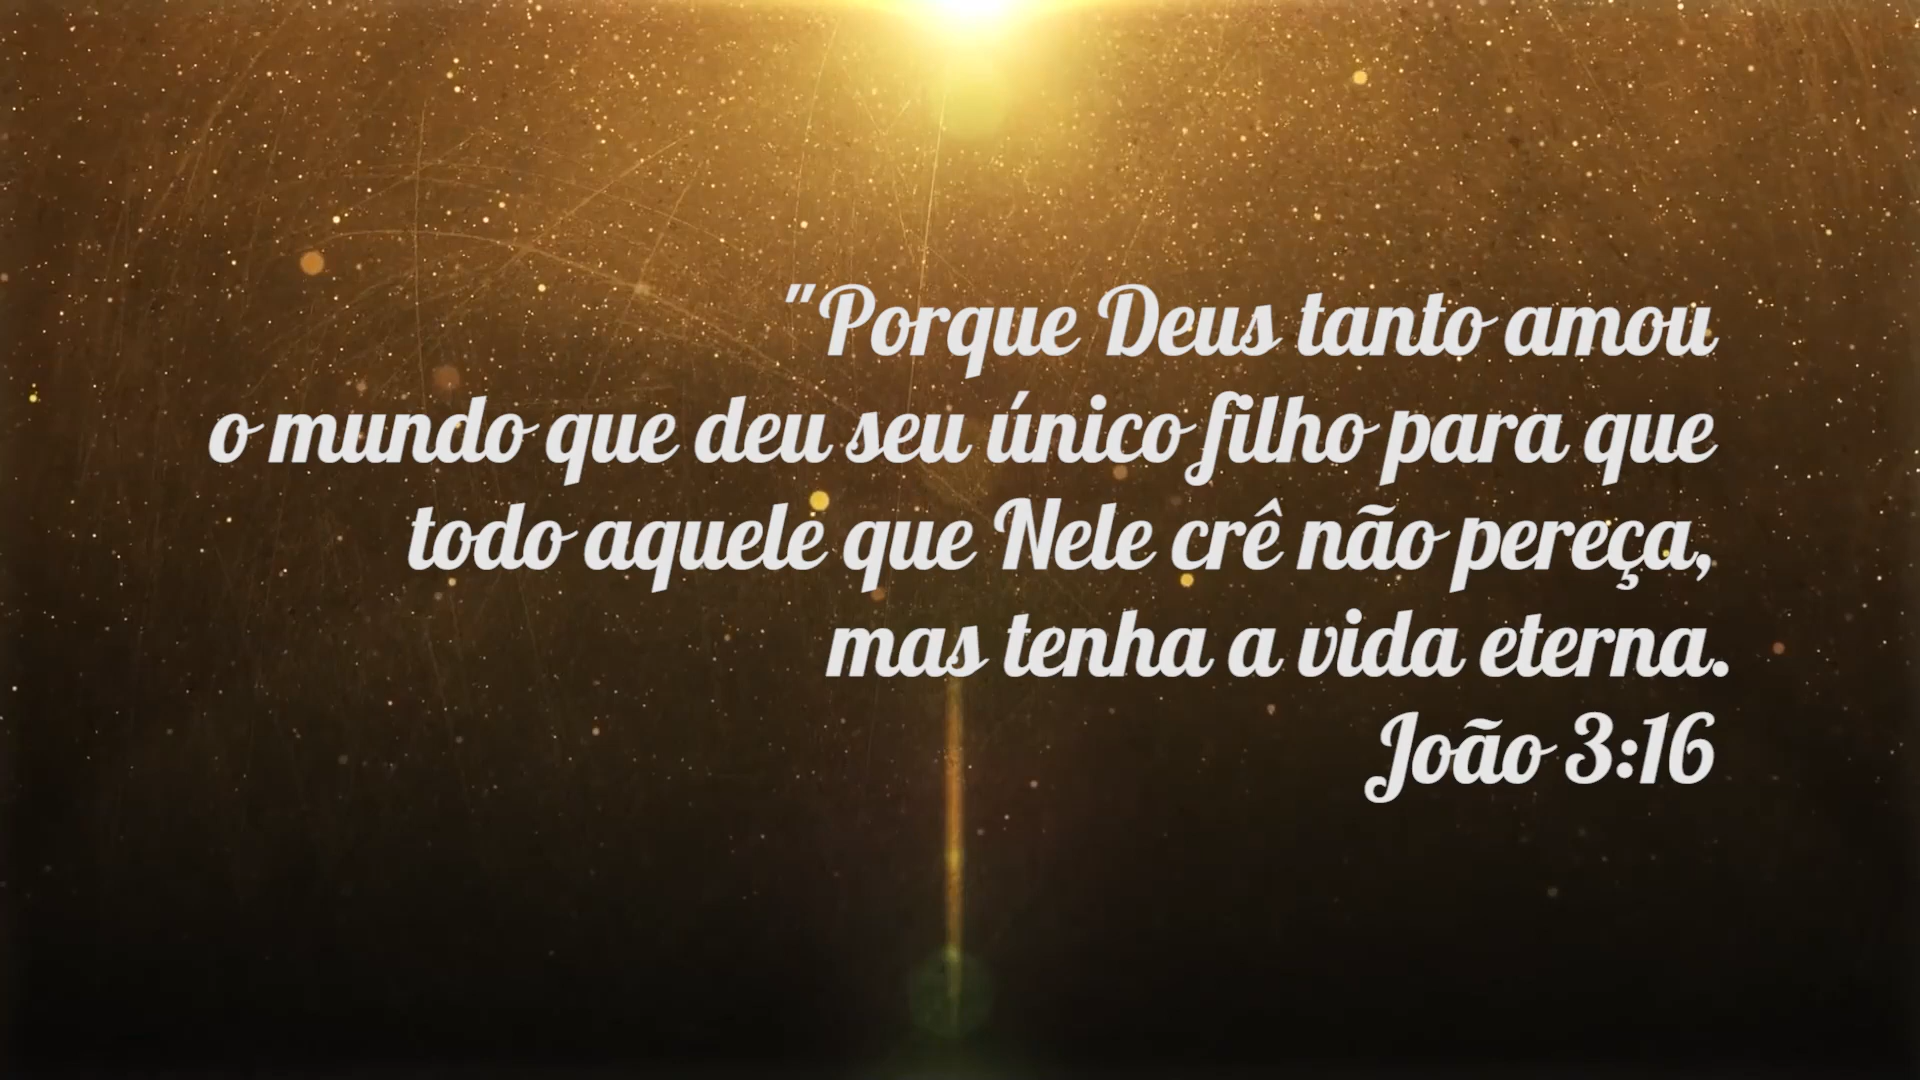 "Porque Deus tanto amou
o mundo que deu seu único filho para que
todo aquele que Nele crê não pereça,
mas tenha a vida eterna.
João 3:16